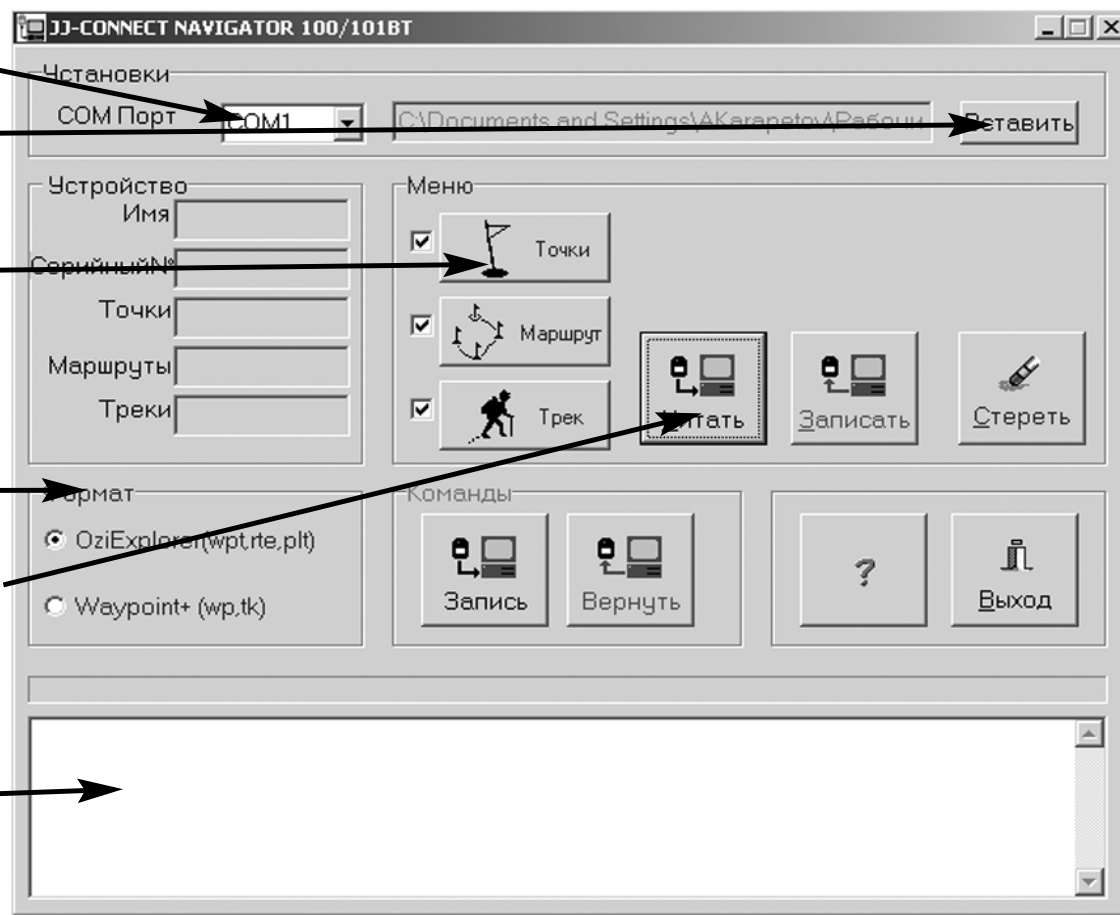 JJ-CONNECT NAVIGATOR 100/101BT
Установки
COM Порт
COM1
C:\Documents and Settings\AKarapetov\Рабочи
Вставить
Устройство
Имя
Серийный№
Точки
Маршруты
Треки
Меню
Точки
Маршрут
Трек
Читать
Записать
Стереть
Формат
OziExplorer(wpt,rte,plt)
Waypoint+ (wp,tk)
Команды
Запись
Вернуть
?
Выход